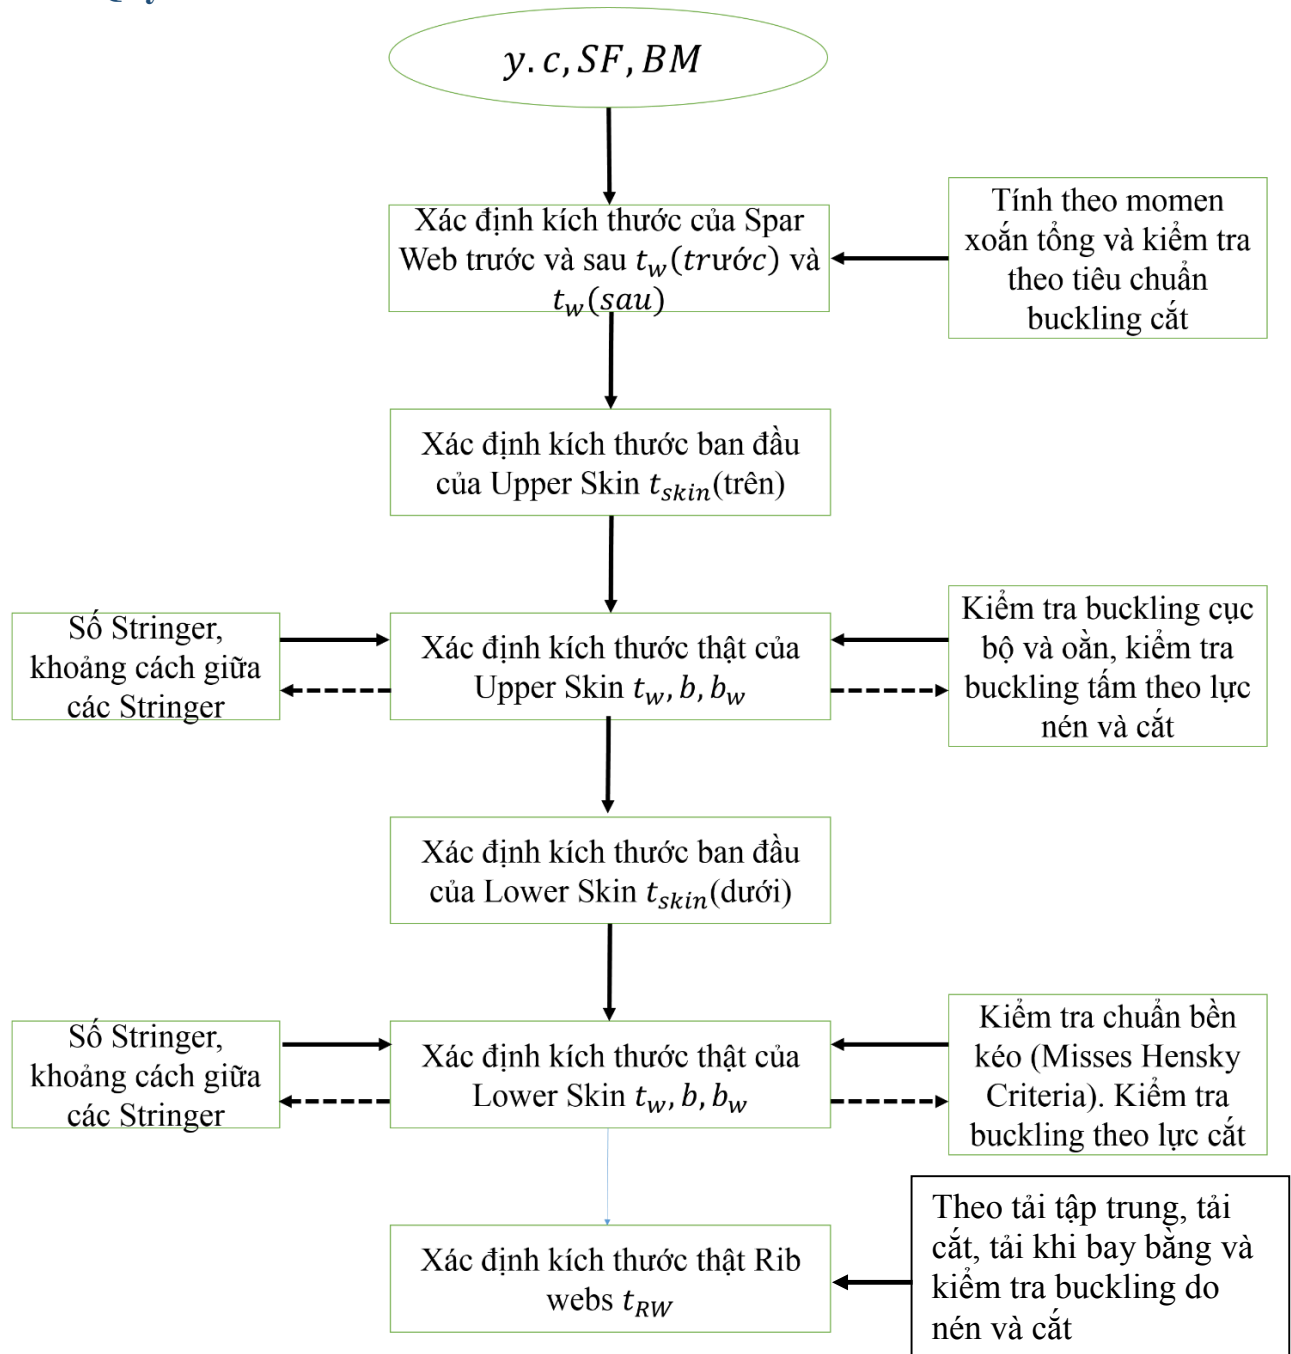 y.c, SF, BM
Xác định kích thước của Spar
Web trước và sau t_w(trước) và
t_w(sau)
Tính theo momen
xoắn tổng và kiểm tra
theo tiêu chuẩn
buckling cắt
Xác định kích thước ban đầu
của Upper Skin t_skin(trên)
Số Stringer,
khoảng cách giữa
các Stringer
Xác định kích thước thật của
Upper Skin t_w, b, b_w
Kiểm tra buckling cục
bộ và oằn, kiểm tra
buckling tấm theo lực
nén và cắt
Xác định kích thước ban đầu
của Lower Skin t_skin(dưới)
Số Stringer,
khoảng cách giữa
các Stringer
Xác định kích thước thật của
Lower Skin t_w, b, b_w
Kiểm tra chuẩn bền
kéo (Misses Hensky
Criteria). Kiểm tra
buckling theo lực cắt
Xác định kích thước thật Rib
webs t_RW
Theo tải tập trung, tải
cắt, tải khi bay bằng và
kiểm tra buckling do
nén và cắt